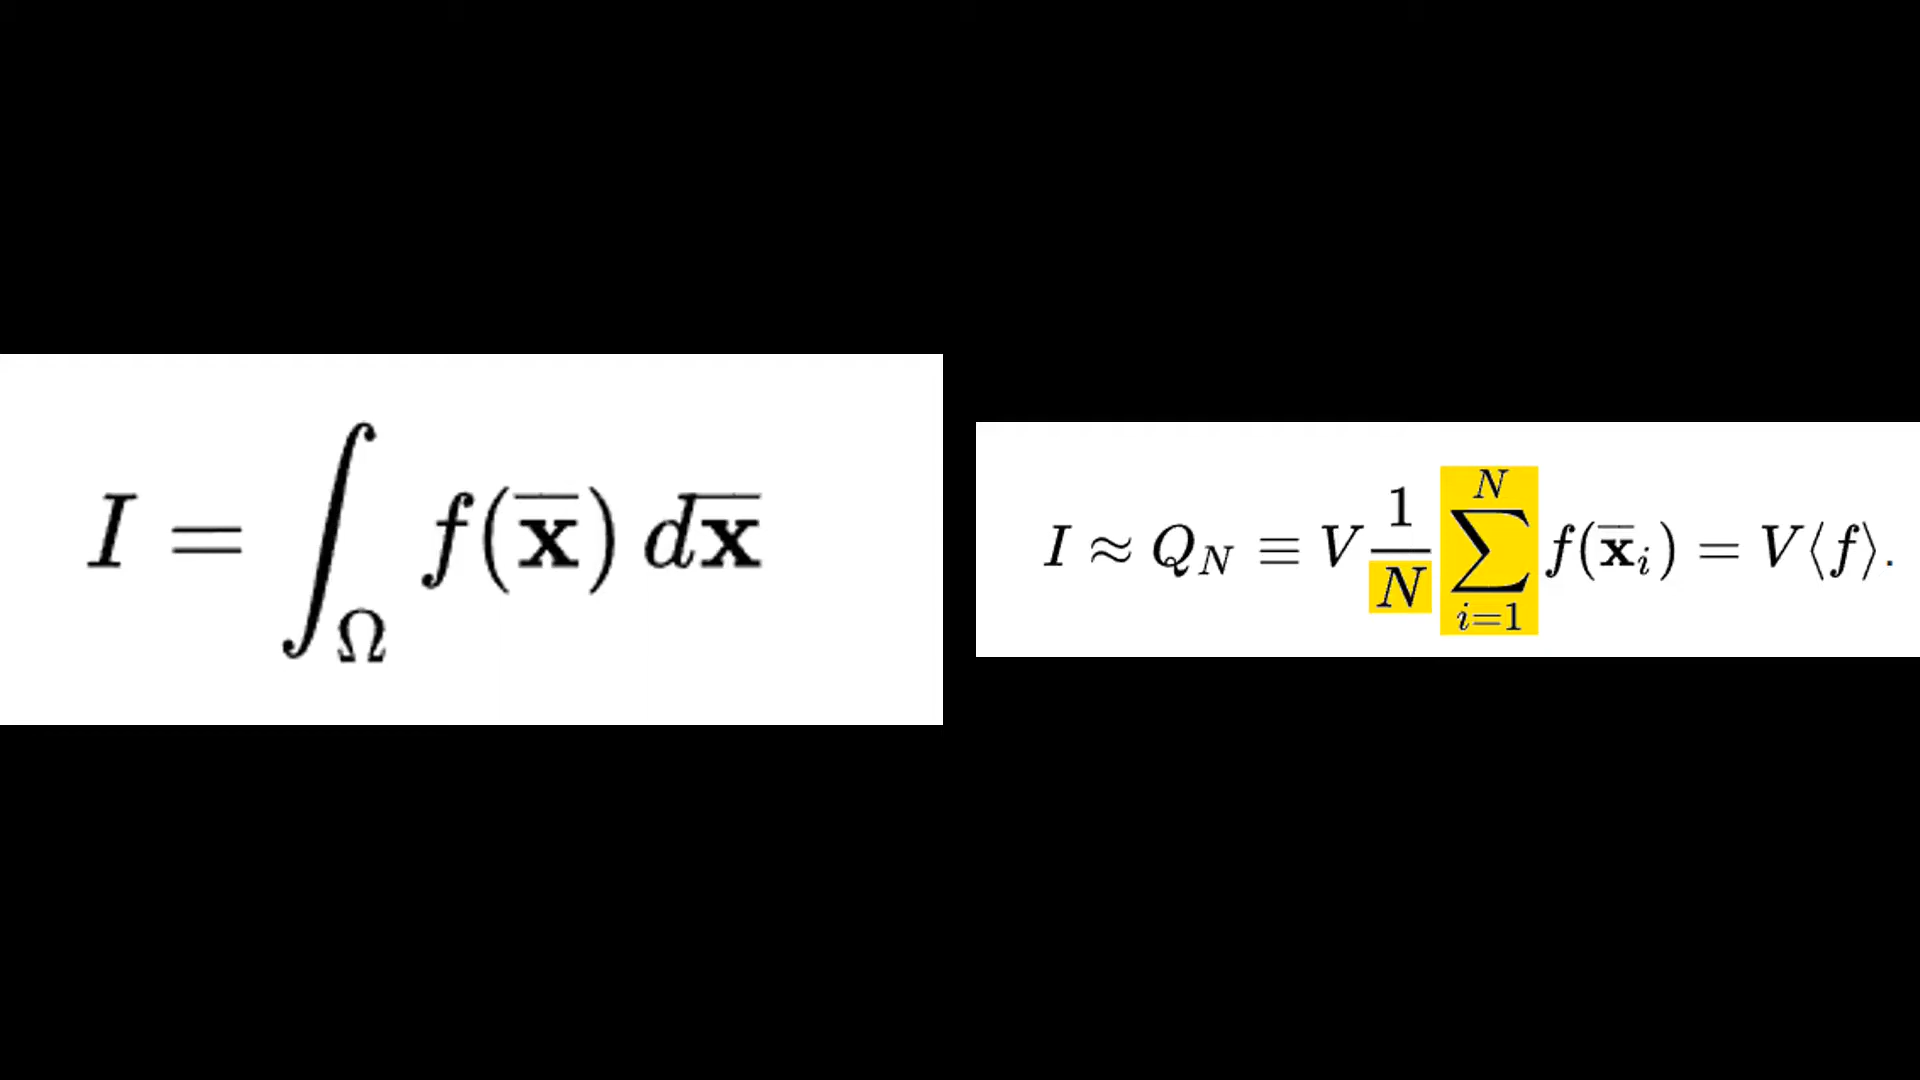 I = ∫_Ω f(x̅) dx̅
I ≈ Q_N ≡ V 1/N ∑_{i=1}^{N} f(x̅_i) = V⟨f⟩.